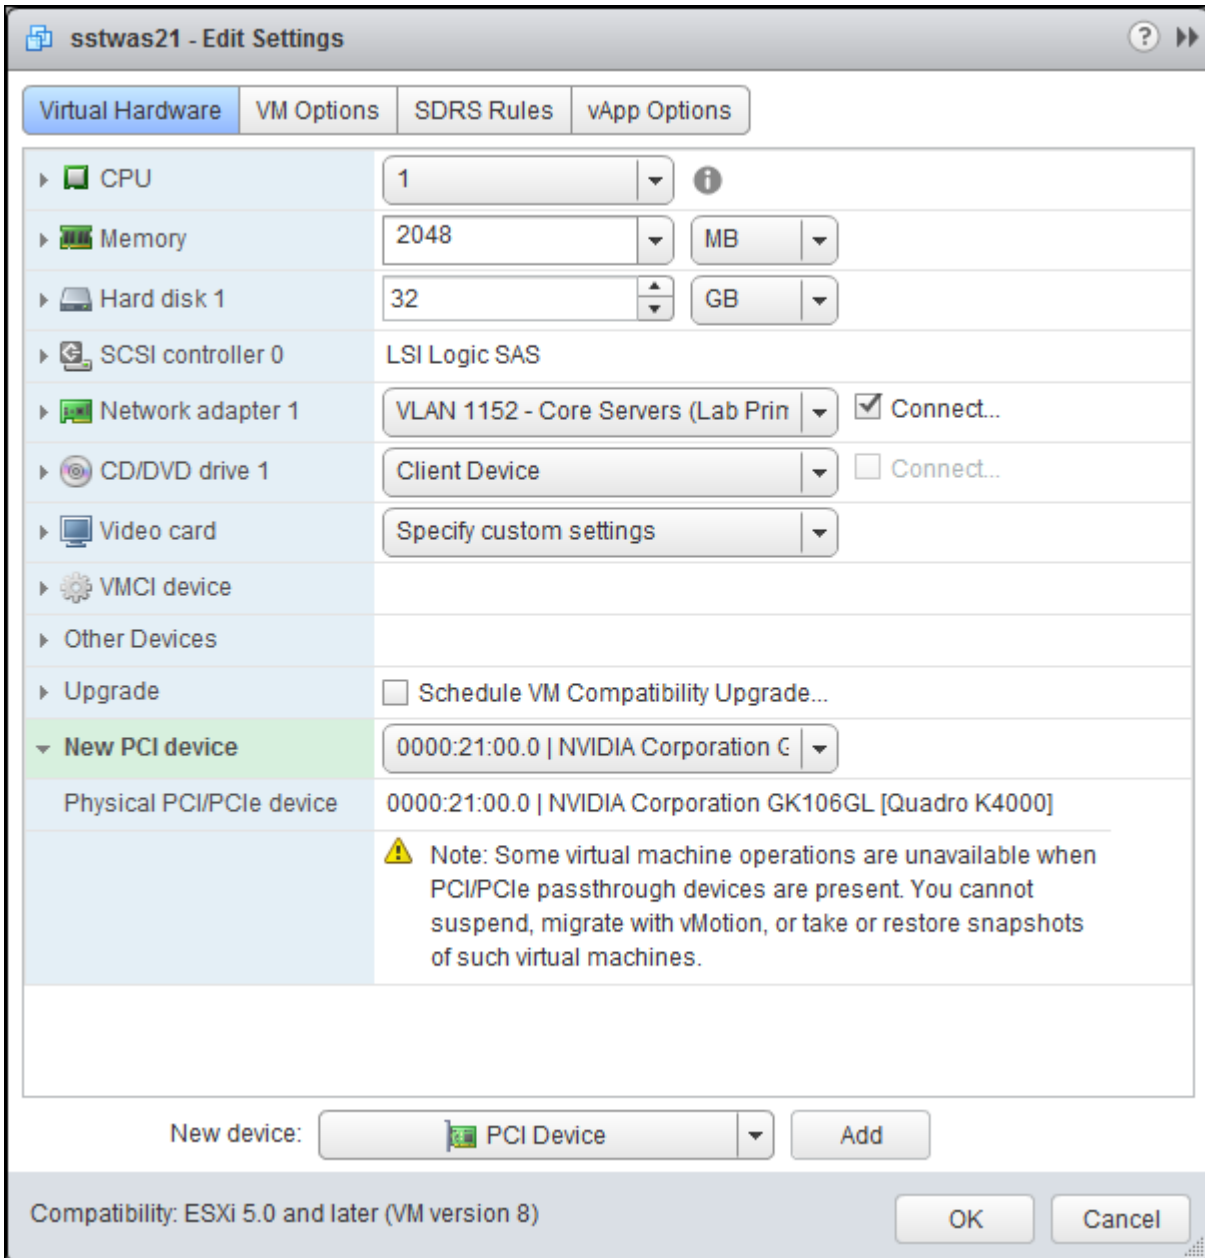 sstwas21 - Edit Settings
Virtual Hardware VM Options SDRS Rules vApp Options
CPU 1
Memory 2048 MB
Hard disk 1 32 GB
SCSI controller 0 LSI Logic SAS
Network adapter 1 VLAN 1152 - Core Servers (Lab Prin Connect...
CD/DVD drive 1 Client Device Connect...
Video card Specify custom settings
VMCI device
Other Devices
Upgrade Schedule VM Compatibility Upgrade...
New PCI device 0000:21:00.0 | NVIDIA Corporation G
Physical PCI/PCIe device 0000:21:00.0 | NVIDIA Corporation GK106GL [Quadro K4000]
Note: Some virtual machine operations are unavailable when
PCI/PCIe passthrough devices are present. You cannot
suspend, migrate with vMotion, or take or restore snapshots
of such virtual machines.
New device: PCI Device Add
Compatibility: ESXi 5.0 and later (VM version 8) OK Cancel